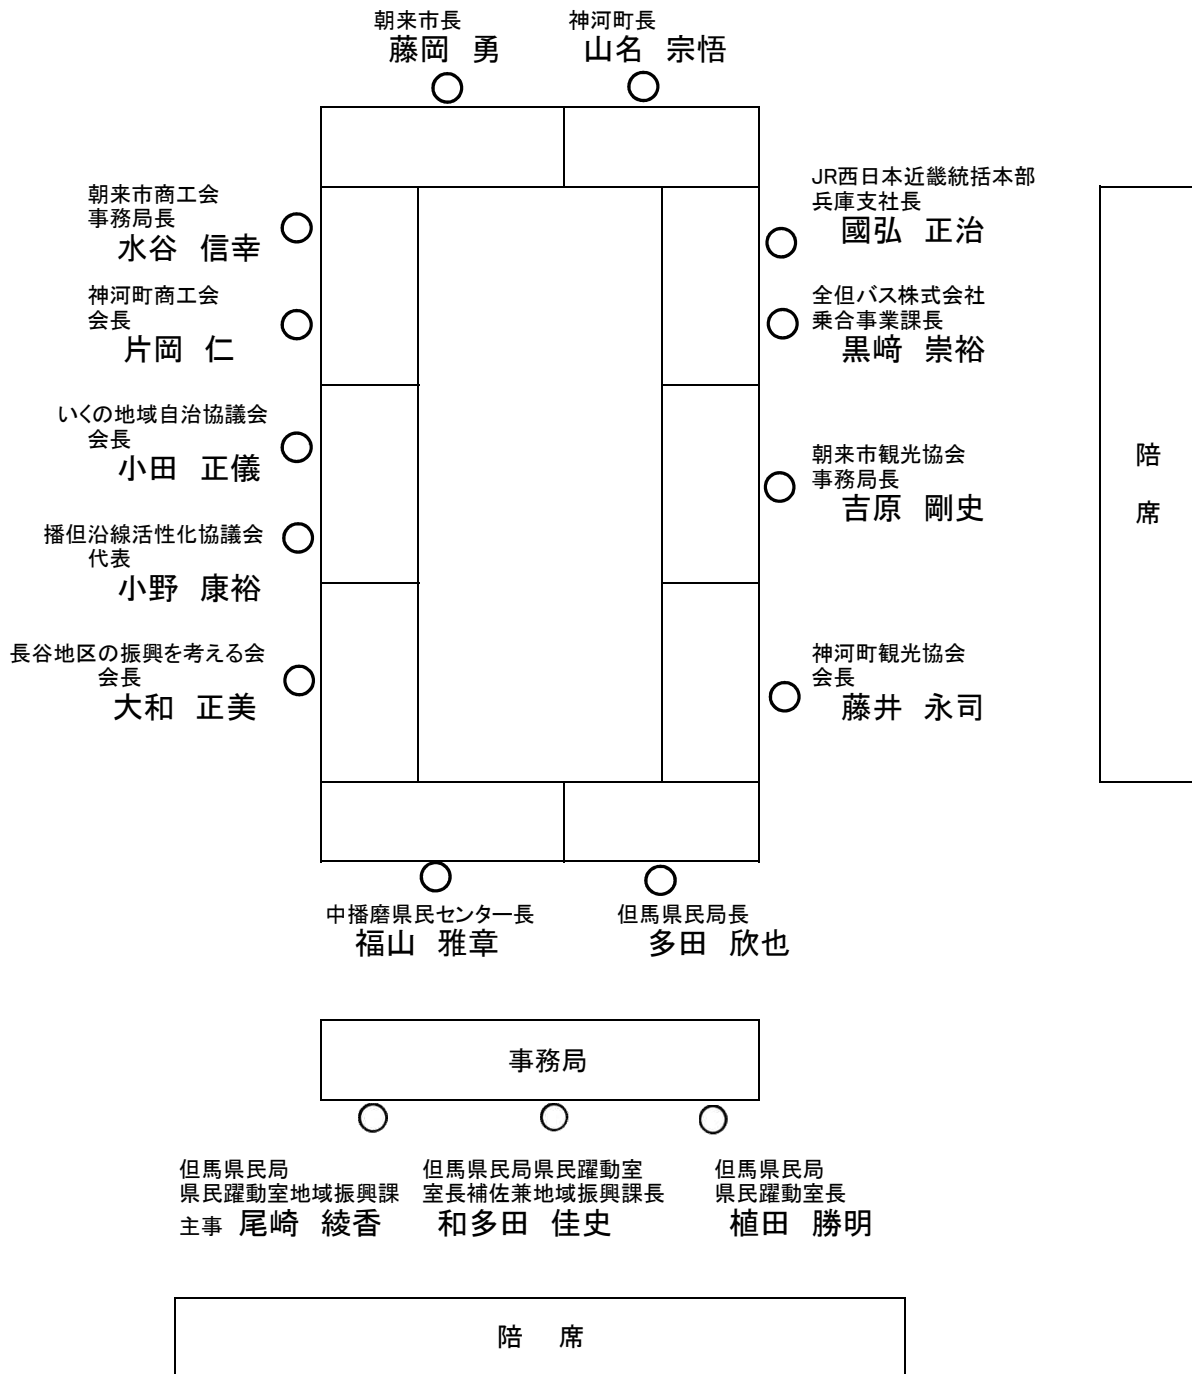 朝来市長
藤岡　勇
神河町長
山名　宗悟
朝来市商工会
事務局長
水谷　信幸
神河町商工会
会長
片岡　仁
いくの地域自治協議会
会長
小田　正儀
播但沿線活性化協議会
代表
小野　康裕
長谷地区の振興を考える会
会長
大和　正美
JR西日本近畿統括本部
兵庫支社長
國弘　正治
全但バス株式会社
乗合事業課長
黒﨑　崇裕
朝来市観光協会
事務局長
吉原　剛史
神河町観光協会
会長
藤井　永司
陪席
中播磨県民センター長
福山　雅章
但馬県民局長
多田　欣也
事務局
但馬県民局
県民躍動室地域振興課
主事 尾崎　綾香
但馬県民局県民躍動室
室長補佐兼地域振興課長
和多田　佳史
但馬県民局
県民躍動室長
植田　勝明
陪　席